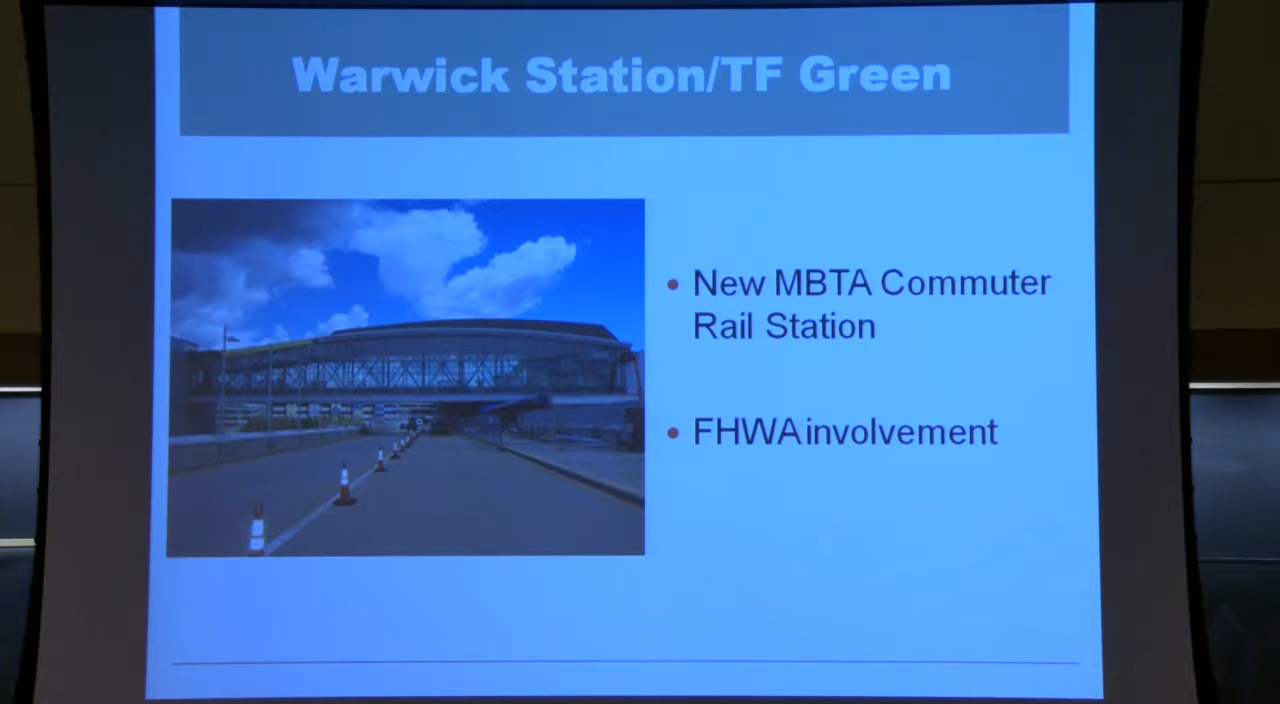 Warwick Station/TF Green
• New MBTA Commuter
Rail Station
• FHWA involvement